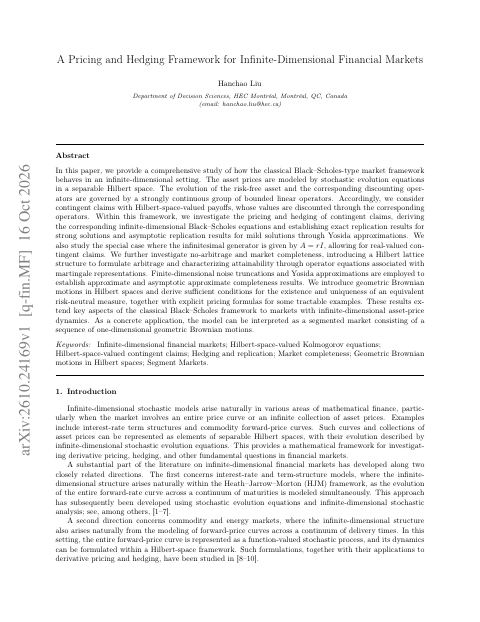 A Pricing and Hedging Framework for Infinite-Dimensional Financial Markets
Hanchao Liu
Department of Decision Sciences, HEC Montréal, Montréal, QC, Canada
(email: hanchao.liu@hec.ca)
arXiv:2610.24169v1 [q-fin.MF] 16 Oct 2026
Abstract
In this paper, we provide a comprehensive study of how the classical Black–Scholes-type market framework
behaves in an infinite-dimensional setting. The asset prices are modeled by stochastic evolution equations
in a separable Hilbert space. The evolution of the risk-free asset and the corresponding discounting oper-
ators are governed by a strongly continuous group of bounded linear operators. Accordingly, we consider
contingent claims with Hilbert-space-valued payoffs, whose values are discounted through the corresponding
operators. Within this framework, we investigate the pricing and hedging of contingent claims, deriving
the corresponding infinite-dimensional Black–Scholes equations and establishing exact replication results for
strong solutions and asymptotic replication results for mild solutions through Yosida approximations. We
also study the special case where the infinitesimal generator is given by A = rI, allowing for real-valued con-
tingent claims. We further investigate no-arbitrage and market completeness, introducing a Hilbert lattice
structure to formulate arbitrage and characterizing attainability through operator equations associated with
martingale representations. Finite-dimensional noise truncations and Yosida approximations are employed to
establish approximate and asymptotic approximate completeness results. We introduce geometric Brownian
motions in Hilbert spaces and derive sufficient conditions for the existence and uniqueness of an equivalent
risk-neutral measure, together with explicit pricing formulas for some tractable examples. These results ex-
tend key aspects of the classical Black–Scholes framework to markets with infinite-dimensional asset-price
dynamics. As a concrete application, the model can be interpreted as a segmented market consisting of a
sequence of one-dimensional geometric Brownian motions.
Keywords: Infinite-dimensional financial markets; Hilbert-space-valued Kolmogorov equations;
Hilbert-space-valued contingent claims; Hedging and replication; Market completeness; Geometric Brownian
motions in Hilbert spaces; Segment Markets.
1. Introduction
Infinite-dimensional stochastic models arise naturally in various areas of mathematical finance, partic-
ularly when the market involves an entire price curve or an infinite collection of asset prices. Examples
include interest-rate term structures and commodity forward-price curves. Such curves and collections of
asset prices can be represented as elements of separable Hilbert spaces, with their evolution described by
infinite-dimensional stochastic equations. This provides a mathematical framework for investigat-
ing derivative pricing, hedging, and other fundamental questions in financial markets.
A substantial part of the literature on infinite-dimensional financial markets has developed along two
closely related directions. The first concerns interest-rate and term-structure models, where the infinite-
dimensional structure arises naturally within the Heath–Jarrow–Morton (HJM) framework, as the evolution
of the entire forward-rate curve across a continuum of maturities is modeled simultaneously. This approach
has subsequently been developed using stochastic evolution equations and infinite-dimensional stochastic
analysis; see, among others, [1–7].
A second direction concerns commodity and energy markets, where the infinite-dimensional structure
also arises naturally from the modeling of forward-price curves across a continuum of delivery times. In this
setting, the entire forward-price curve is represented as a function-valued stochastic process, and its dynamics
can be formulated within a Hilbert-space framework. Such formulations, together with their applications to
derivative pricing and hedging, have been studied in [8–10].